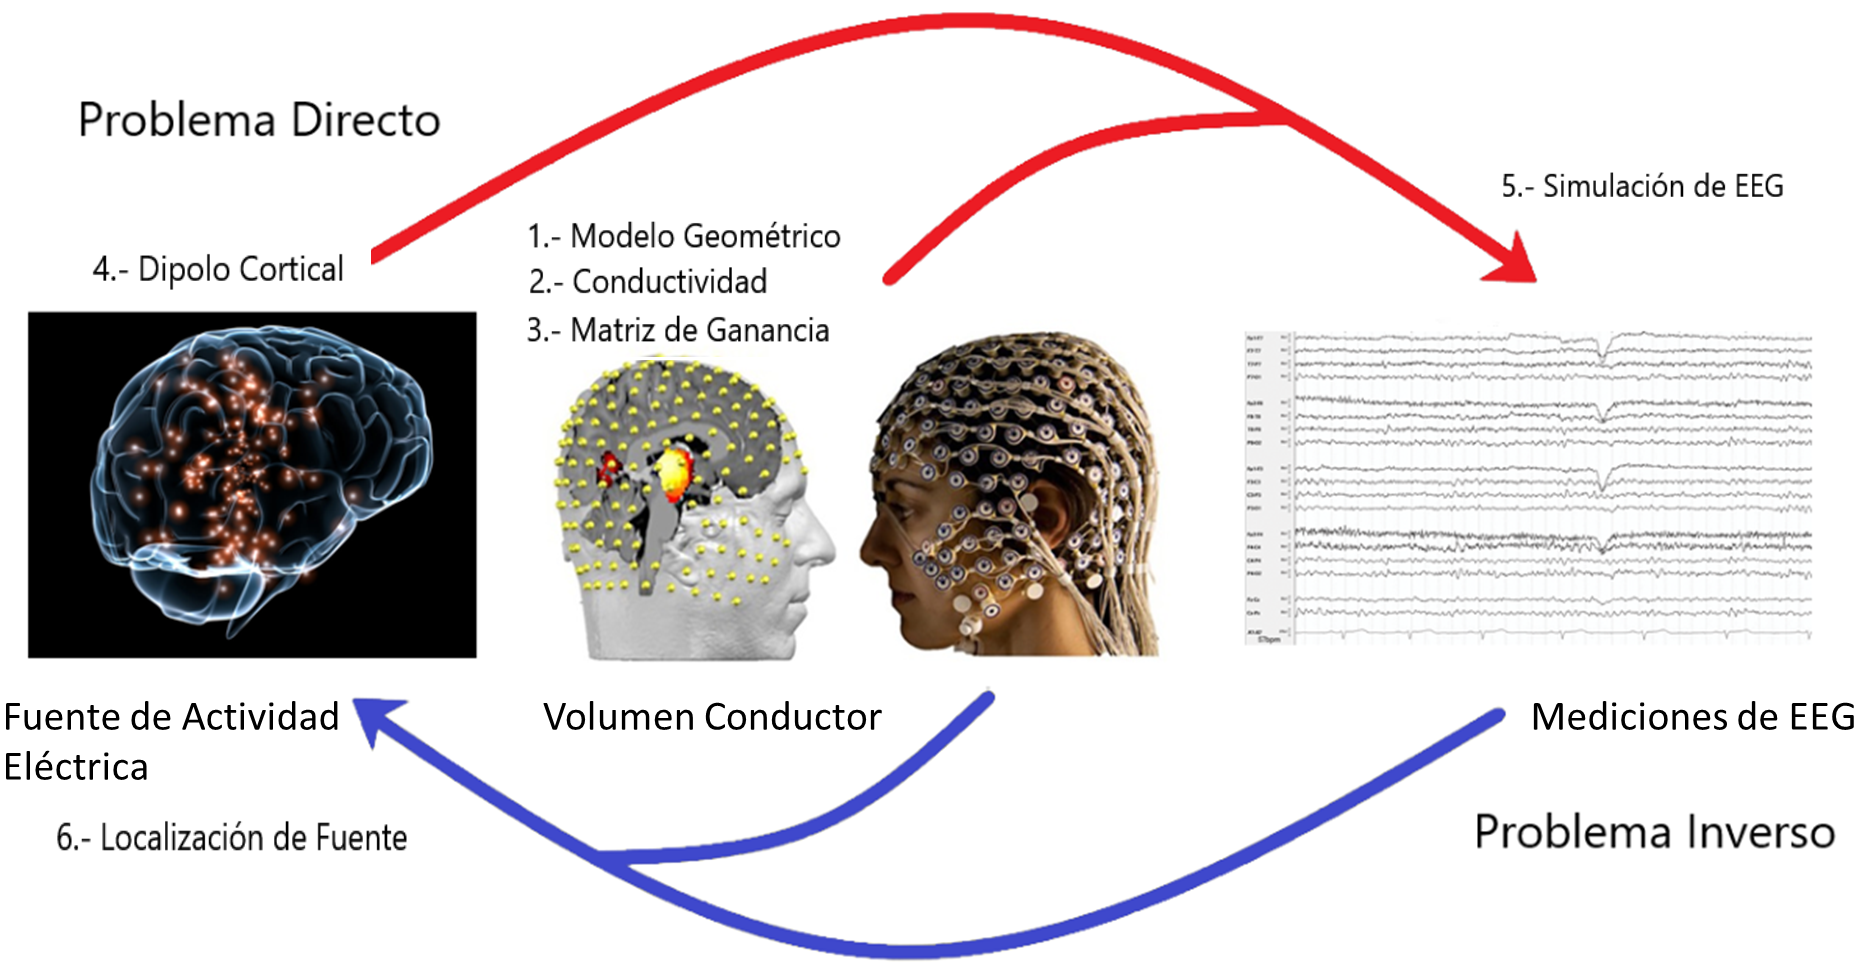 Problema Directo
5.- Simulación de EEG
1.- Modelo Geométrico
4.- Dipolo Cortical
2.- Conductividad
3.- Matriz de Ganancia
57bpm
Fuente de Actividad
Eléctrica
Volumen Conductor
Mediciones de EEG
6.- Localización de Fuente
Problema Inverso